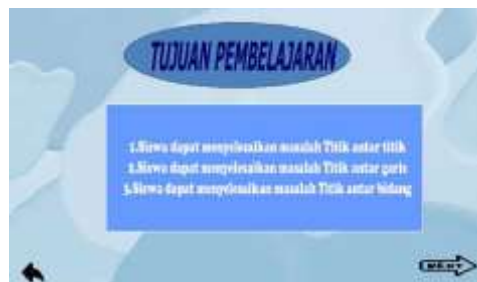 TUJUAN PEMBELAJARAN
1.Siswa dapat menyelesaikan masalah Titik antar titik
2.Siswa dapat menyelesaikan masalah Titik antar garis
3.Siswa dapat menyelesaikan masalah Titik antar bidang
NEXT